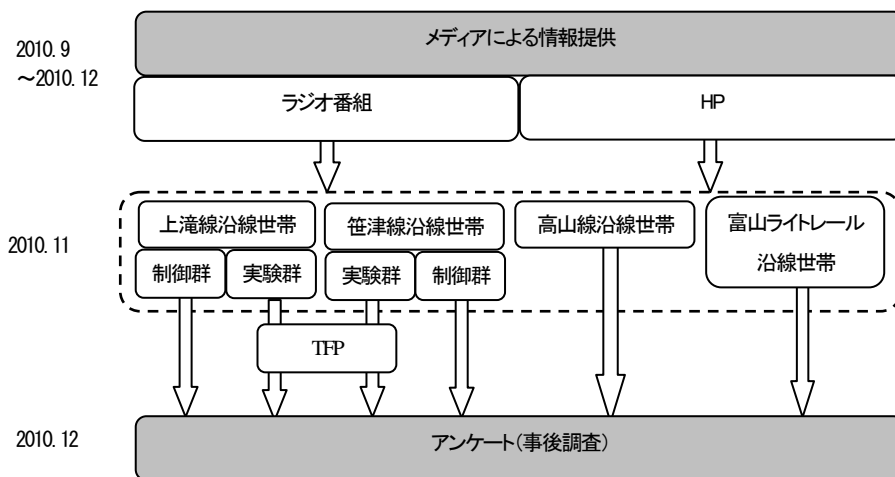 メディアによる情報提供
2010.9
～2010.12
ラジオ番組
HP
上滝線沿線世帯
笹津線沿線世帯
高山線沿線世帯
富山ライトレール
沿線世帯
2010.11
制御群
実験群
実験群
制御群
TFP
2010.12
アンケート(事後調査)